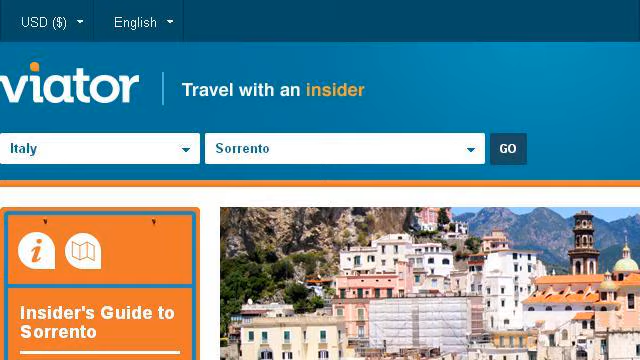 USD ($) English
viator Travel with an insider
Italy Sorrento GO
Insider's Guide to
Sorrento